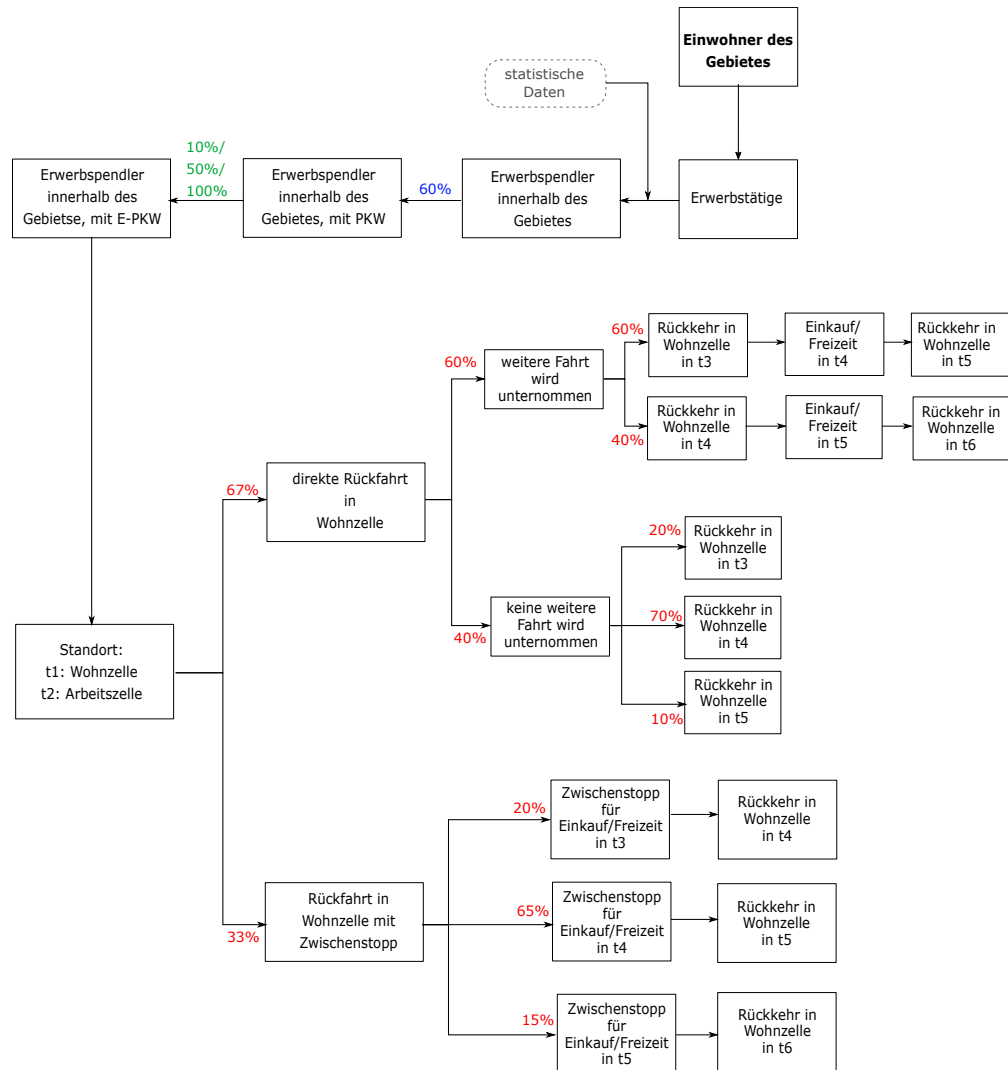 Einwohner des
Gebietes
statistische
Daten
10%/
50%/
100%
Erwerbspendler
innerhalb des
Gebietse, mit E-PKW
Erwerbspendler
innerhalb des
Gebietes, mit PKW
60%
Erwerbspendler
innerhalb des
Gebietes
Erwerbstätige
60%
weitere Fahrt
wird
unternommen
60%
Rückkehr in
Wohnzelle
in t3
Einkauf/
Freizeit
in t4
Rückkehr in
Wohnzelle
in t5
40%
Rückkehr in
Wohnzelle
in t4
Einkauf/
Freizeit
in t5
Rückkehr in
Wohnzelle
in t6
67%
direkte Rückfahrt
in
Wohnzelle
40%
keine weitere
Fahrt wird
unternommen
20%
Rückkehr in
Wohnzelle
in t3
70%
Rückkehr in
Wohnzelle
in t4
10%
Rückkehr in
Wohnzelle
in t5
Standort:
t1: Wohnzelle
t2: Arbeitszelle
33%
Rückfahrt in
Wohnzelle mit
Zwischenstopp
20%
Zwischenstopp
für
Einkauf/Freizeit
in t3
Rückkehr in
Wohnzelle
in t4
65%
Zwischenstopp
für
Einkauf/Freizeit
in t4
Rückkehr in
Wohnzelle
in t5
15%
Zwischenstopp
für
Einkauf/Freizeit
in t5
Rückkehr in
Wohnzelle
in t6